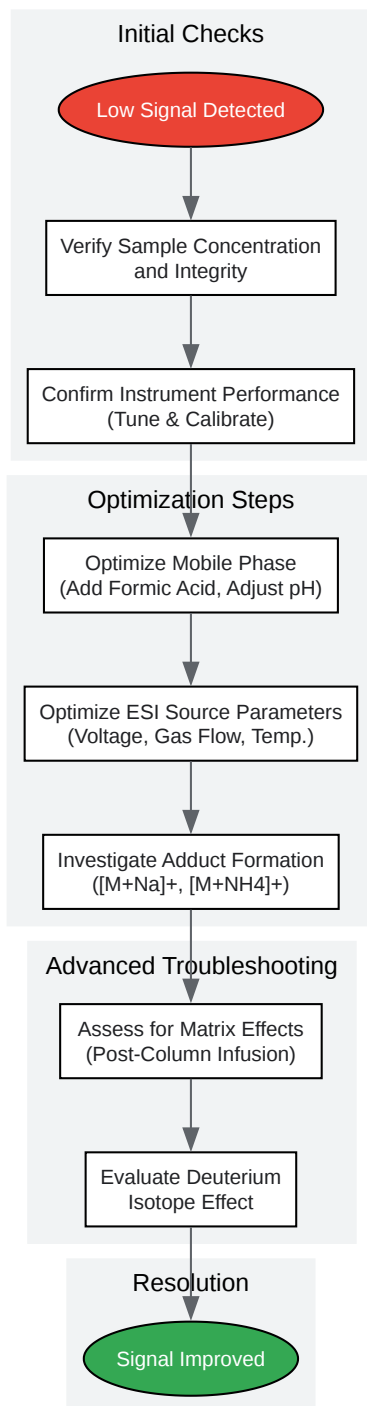 Initial Checks
Low Signal Detected
Verify Sample Concentration
and Integrity
Confirm Instrument Performance
(Tune & Calibrate)
Optimization Steps
Optimize Mobile Phase
(Add Formic Acid, Adjust pH)
Optimize ESI Source Parameters
(Voltage, Gas Flow, Temp.)
Investigate Adduct Formation
([M+Na]+, [M+NH4]+)
Advanced Troubleshooting
Assess for Matrix Effects
(Post-Column Infusion)
Evaluate Deuterium
Isotope Effect
Resolution
Signal Improved